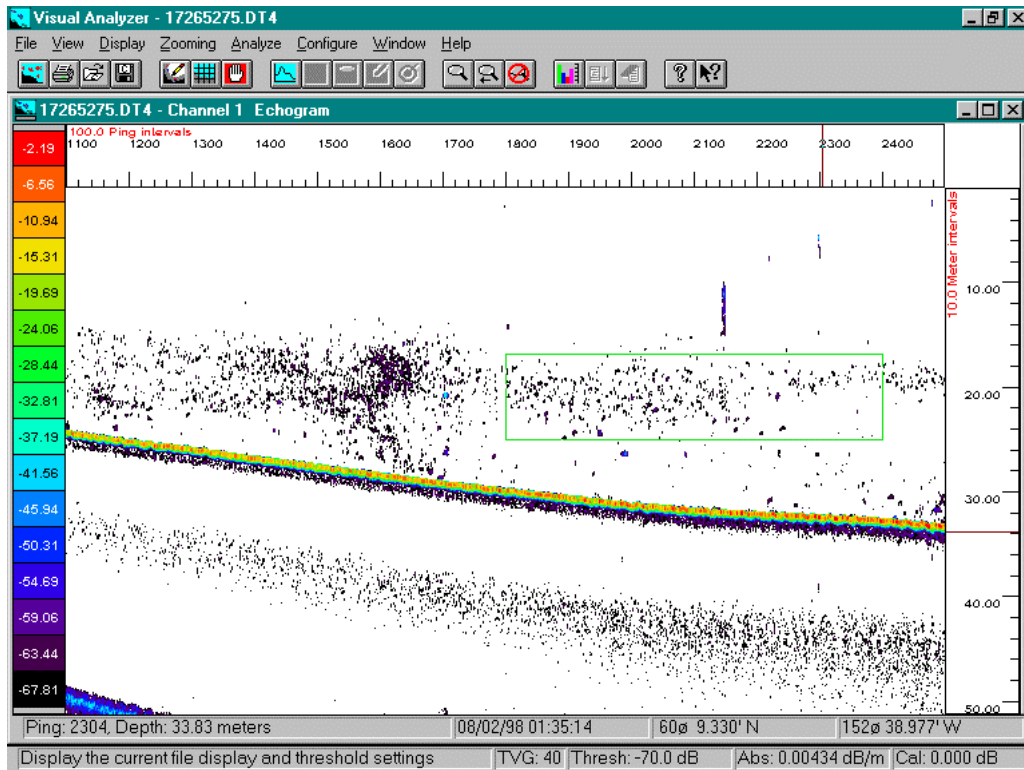 Visual Analyzer - 17265275.DT4
File View Display Zooming Analyze Configure Window Help
17265275.DT4 - Channel 1 Echogram
100.0 Ping intervals
1100 1200 1300 1400 1500 1600 1700 1800 1900 2000 2100 2200 2300 2400
-2.19
-6.56
-10.94
-15.31
-19.69
-24.06
-28.44
-32.81
-37.19
-41.56
-45.94
-50.31
-54.69
-59.06
-63.44
-67.81
10.0 Meter intervals
10.00
20.00
30.00
40.00
50.00
Ping: 2304, Depth: 33.83 meters 08/02/98 01:35:14 60ø 9.330' N 152ø 38.977' W
Display the current file display and threshold settings TVG: 40 Thresh: -70.0 dB Abs: 0.00434 dB/m Cal: 0.000 dB